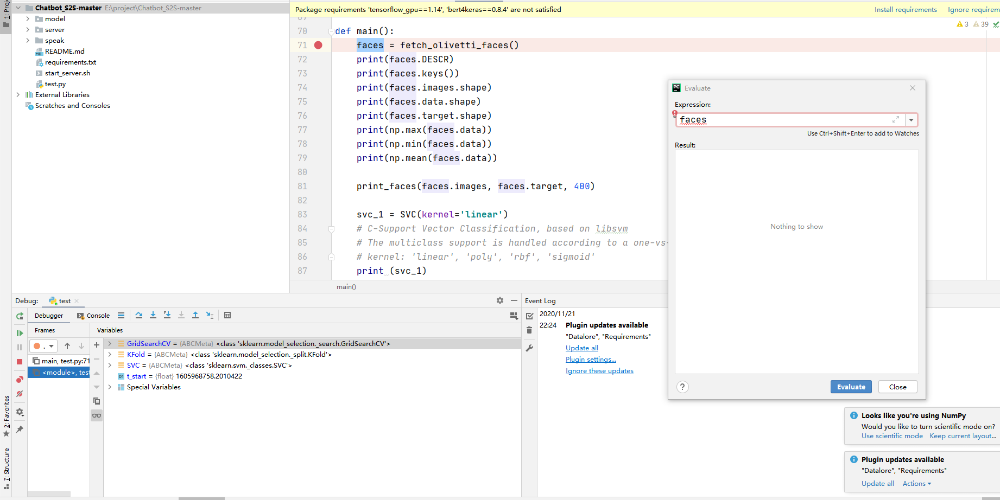 1: Proj
Chatbot_S2S-master E:\project\Chatbot_S2S-master
model
server
speak
README.md
requirements.txt
start_server.sh
test.py
External Libraries
Scratches and Consoles
Package requirements 'tensorflow_gpu==1.14', 'bert4keras==0.8.4' are not satisfied
Install requirements Ignore requirem
3 39
70 def main():
71 faces = fetch_olivetti_faces()
72 print(faces.DESCR)
73 print(faces.keys())
74 print(faces.images.shape)
75 print(faces.data.shape)
76 print(faces.target.shape)
77 print(np.max(faces.data))
78 print(np.min(faces.data))
79 print(np.mean(faces.data))
80
81 print_faces(faces.images, faces.target, 400)
82
83 svc_1 = SVC(kernel='linear')
84 # C-Support Vector Classification, based on libsvm
85 # The multiclass support is handled according to a one-vs-
86 # kernel: 'linear', 'poly', 'rbf', 'sigmoid'
87 print (svc_1)
main()
PC Evaluate
Expression:
faces
Use Ctrl+Shift+Enter to add to Watches
Result:
Nothing to show
? Evaluate Close
Debug: test
Debugger Console
Frames
Variables
main, test.py:71
<module>, test
GridSearchCV = {ABCMeta} <class 'sklearn.model_selection._search.GridSearchCV'>
KFold = {ABCMeta} <class 'sklearn.model_selection._split.KFold'>
SVC = {ABCMeta} <class 'sklearn.svm._classes.SVC'>
01 t_start = {float} 1605968758.2010422
Special Variables
2: Favorites
7: Structure
Event Log
2020/11/21
22:24 Plugin updates available
"Datalore", "Requirements"
Update all
Plugin settings...
Ignore these updates
Looks like you're using NumPy
Would you like to turn scientific mode on?
Use scientific mode Keep current layout...
Plugin updates available
"Datalore", "Requirements"
Update all Actions